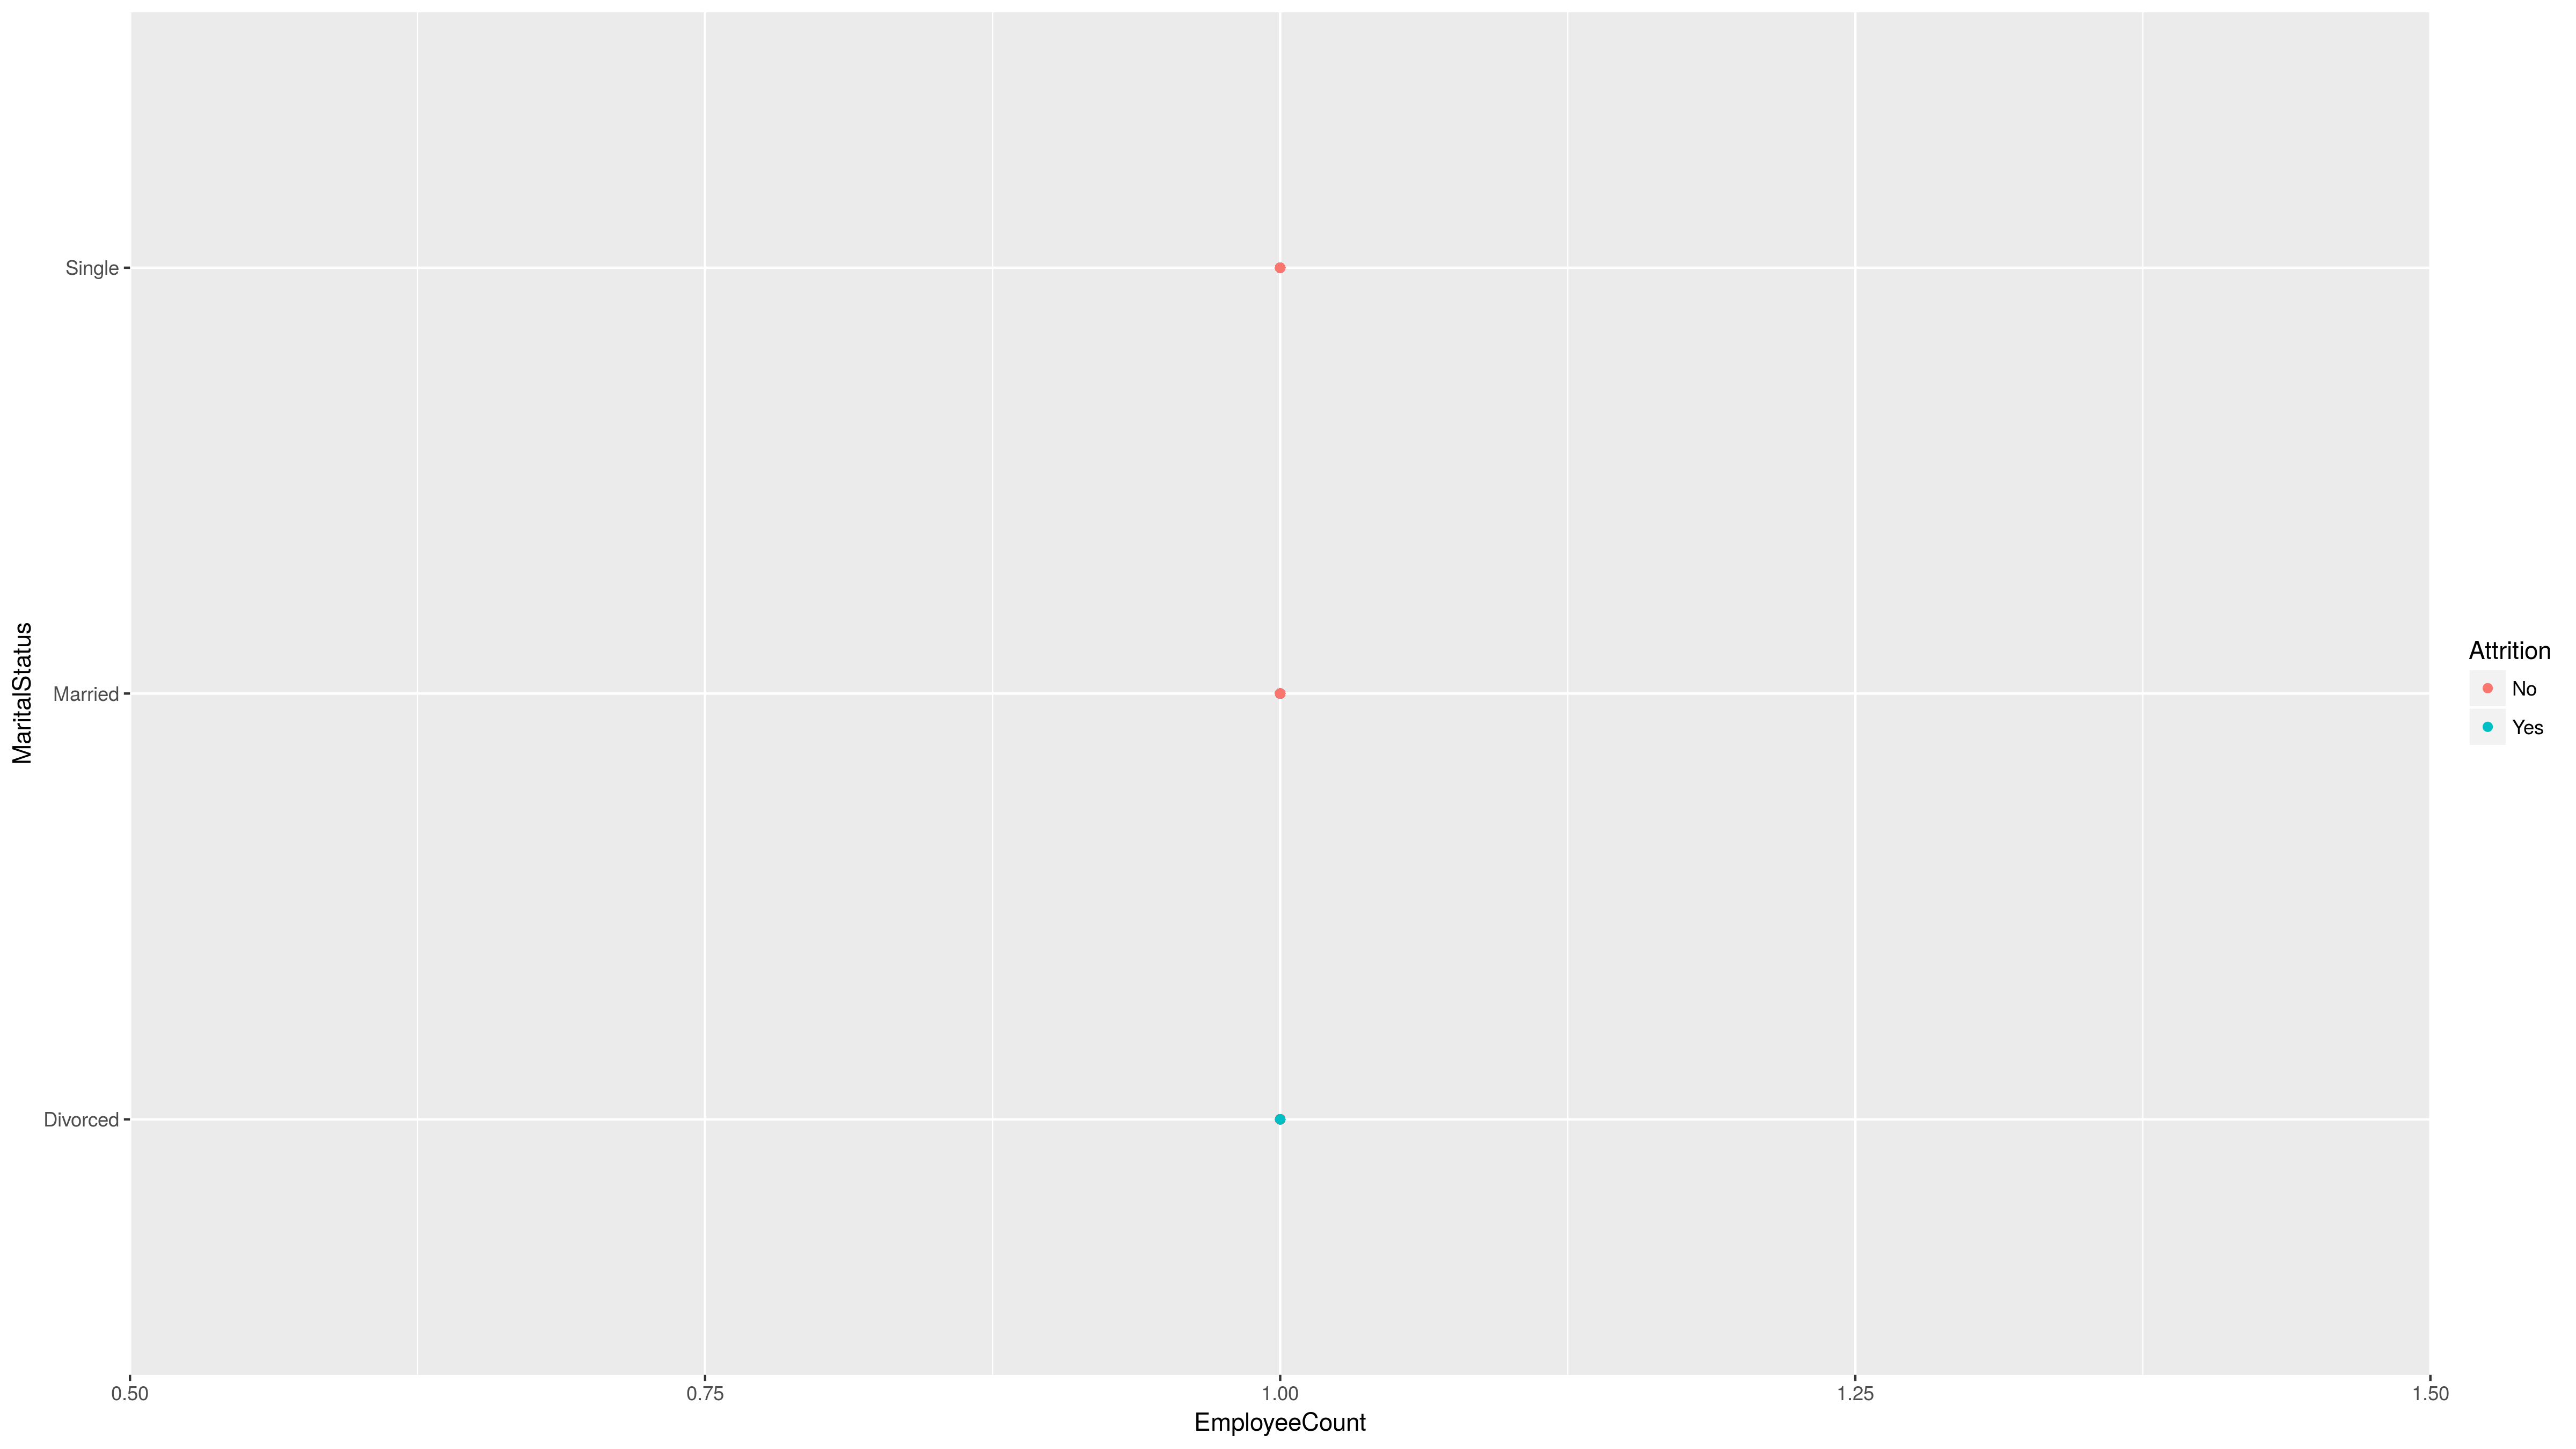 MaritalStatus
Single
Married
Divorced
0.50
0.75
1.00
1.25
1.50
EmployeeCount
Attrition
No
Yes